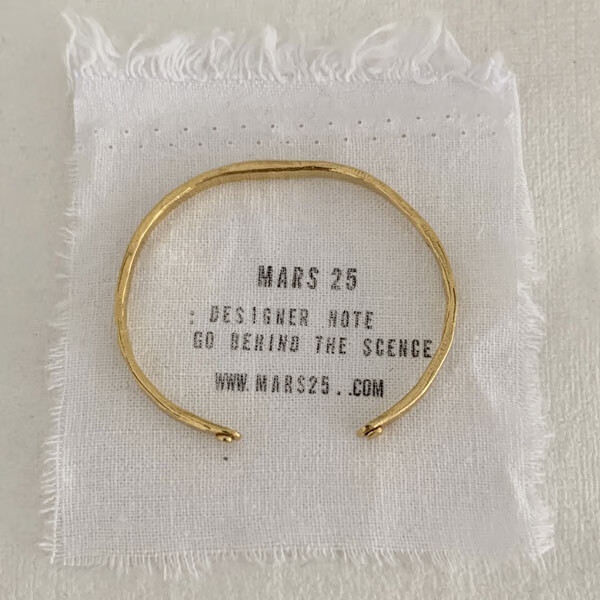 MARS 25
: DESIGNER NOTE
GO BEHIND THE SCENCE
WWW.MARS25..COM